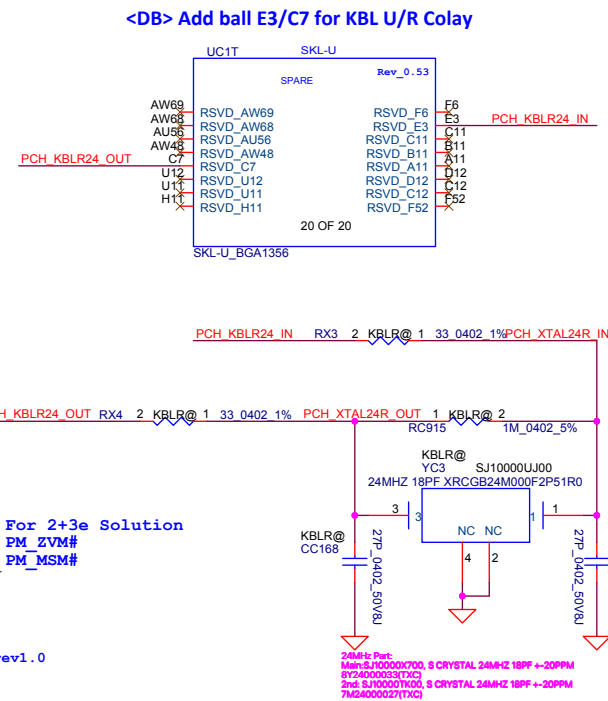 <DB> Add ball E3/C7 for KBL U/R Colay
UC1T
SKL-U
SPARE
Rev_0.53
AW69
AW68
AU56
AW48
PCH_KBLR24_OUT
C7
U12
U11
H11
RSVD_AW69
RSVD_AW68
RSVD_AU56
RSVD_AW48
RSVD_C7
RSVD_U12
RSVD_U11
RSVD_H11
RSVD_F6
RSVD_E3
RSVD_C11
RSVD_B11
RSVD_A11
RSVD_D12
RSVD_C12
RSVD_F52
F6
E3
C11
B11
A11
D12
C12
F52
PCH_KBLR24_IN
20 OF 20
SKL-U_BGA1356
PCH_KBLR24_IN RX3 2 KBLR@ 1 33_0402_1% PCH_XTAL24R_IN
H_KBLR24_OUT RX4 2 KBLR@ 1 33_0402_1% PCH_XTAL24R_OUT 1 KBLR@ 2
RC915 1M_0402_5%
KBLR@
YC3 SJ10000UJ00
24MHZ 18PF XRCGB24M000F2P51R0
3 3 1 1
NC NC
4 2
KBLR@
CC168
27P_0402_50V8J
27P_0402_50V8J
For 2+3e Solution
PM_ZVM#
PM_MSM#
rev1.0
24MHz Part:
Main:SJ10000X700, S CRYSTAL 24MHZ 18PF +-20PPM
8Y24000033(TXC)
2nd: SJ10000TK00, S CRYSTAL 24MHZ 18PF +-20PPM
7M24000027(TXC)